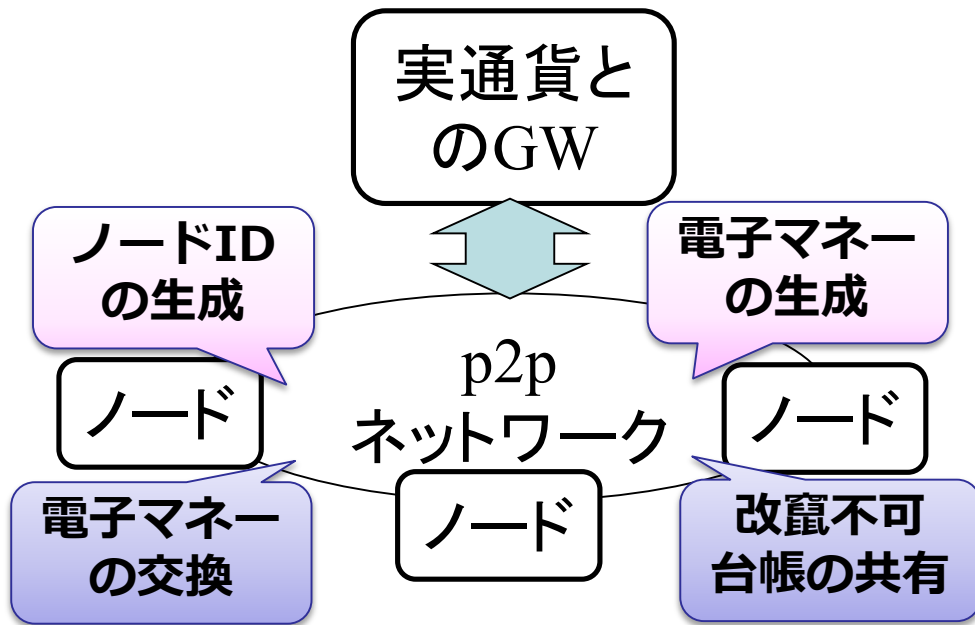 実通貨と
のGW
ノードID
の生成
電子マネー
の生成
p2p
ネットワーク
ノード
ノード
ノード
電子マネー
の交換
改竄不可
台帳の共有